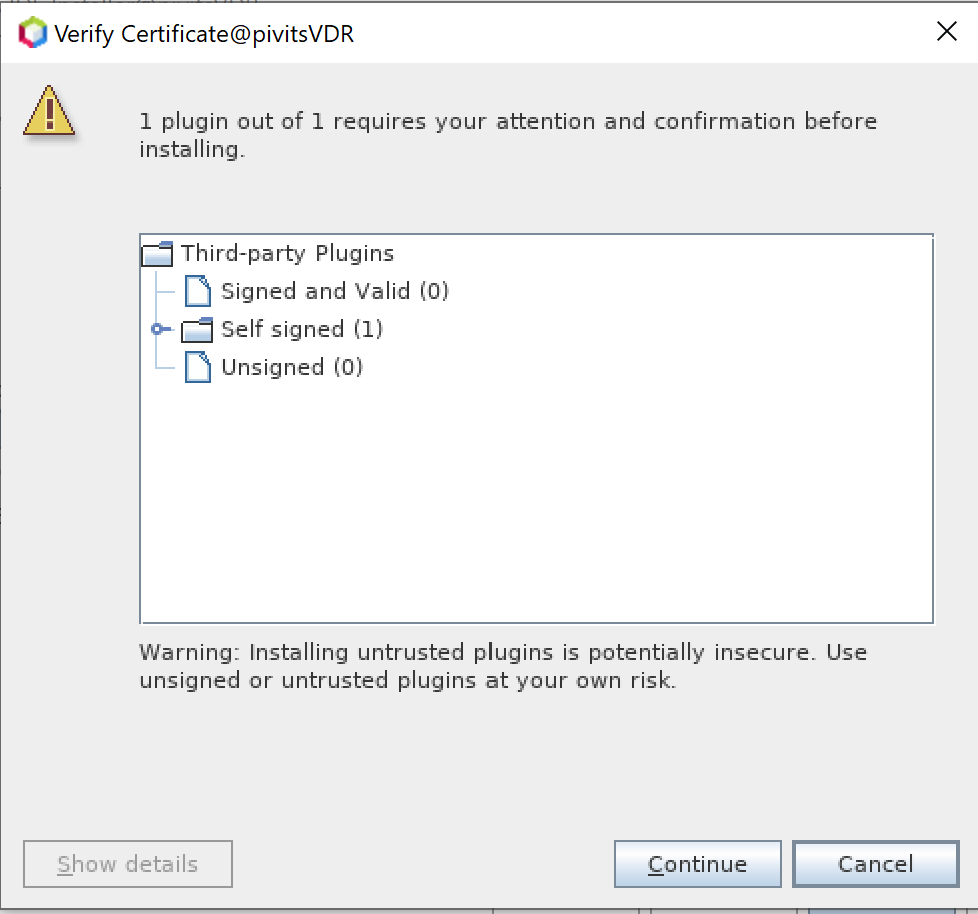 Verify Certificate@pivitsVDR
1 plugin out of 1 requires your attention and confirmation before
installing.
Third-party Plugins
Signed and Valid (0)
Self signed (1)
Unsigned (0)
Warning: Installing untrusted plugins is potentially insecure. Use
unsigned or untrusted plugins at your own risk.
Show details
Continue
Cancel